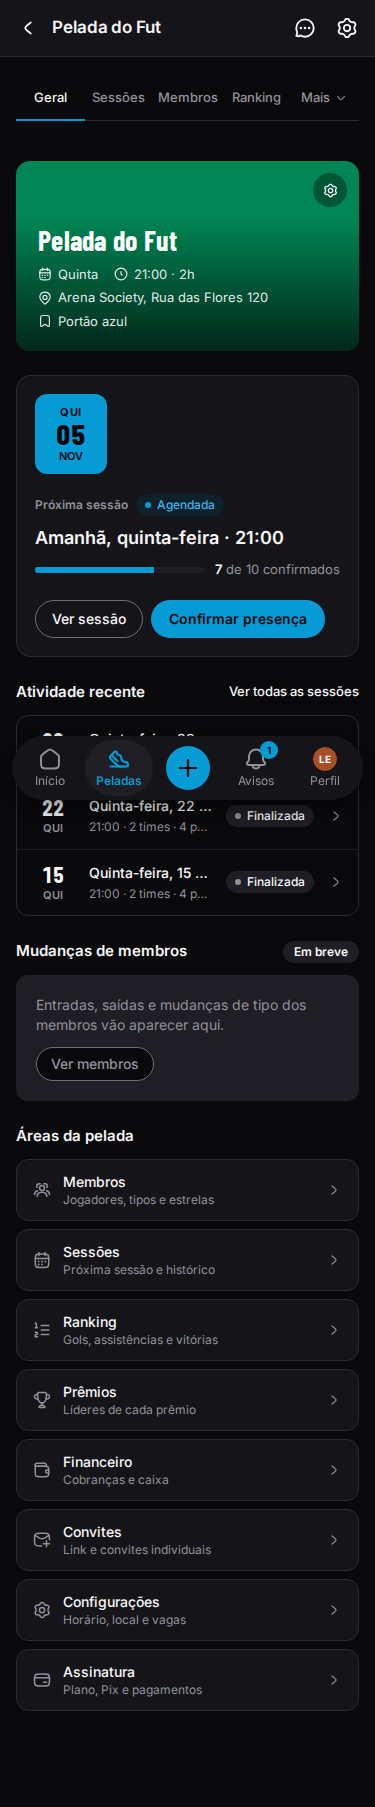 Pelada do Fut
Geral Sessões Membros Ranking Mais
Pelada do Fut
Quinta 21:00 · 2h
Arena Society, Rua das Flores 120
Portão azul
QUI
05
NOV
Próxima sessão Agendada
Amanhã, quinta-feira · 21:00
7 de 10 confirmados
Ver sessão Confirmar presença
Atividade recente Ver todas as sessões
1
LE
Início Peladas Avisos Perfil
22 Quinta-feira, 22 ...
QUI 21:00 · 2 times · 4 p... Finalizada
15 Quinta-feira, 15 ...
QUI 21:00 · 2 times · 4 p... Finalizada
Mudanças de membros Em breve
Entradas, saídas e mudanças de tipo dos
membros vão aparecer aqui.
Ver membros
Áreas da pelada
Membros
Jogadores, tipos e estrelas
Sessões
Próxima sessão e histórico
Ranking
Gols, assistências e vitórias
Prêmios
Líderes de cada prêmio
Financeiro
Cobranças e caixa
Convites
Link e convites individuais
Configurações
Horário, local e vagas
Assinatura
Plano, Pix e pagamentos